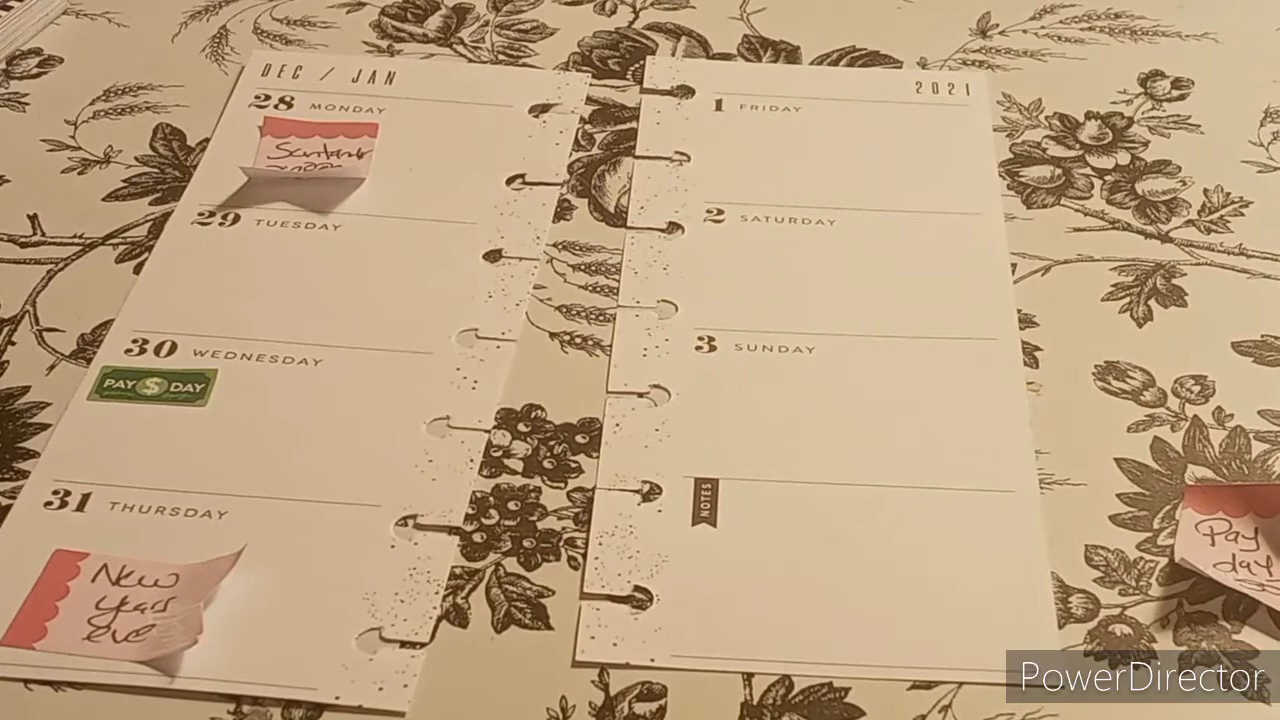 DEC / JAN
28 MONDAY
29 TUESDAY
30 WEDNESDAY
PAY $ DAY
31 THURSDAY
New
years
eve
2021
1 FRIDAY
2 SATURDAY
3 SUNDAY
NOTES
Pay
day
PowerDirector